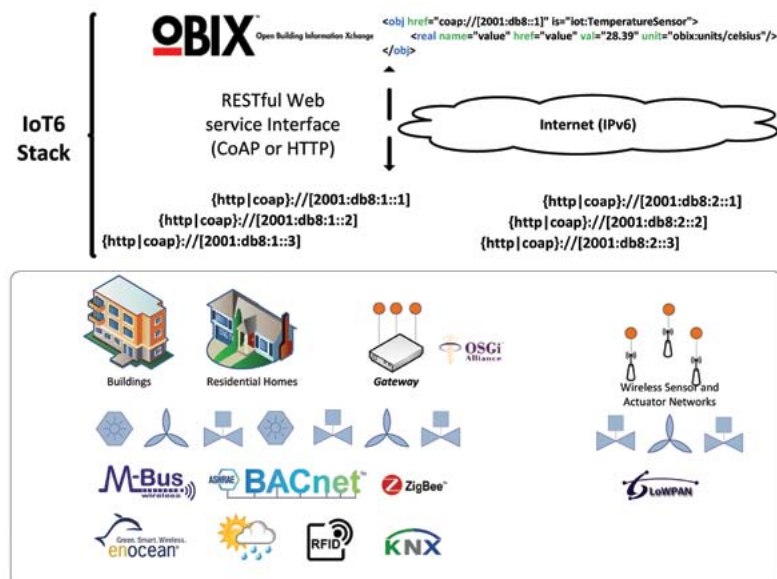 OBIX™
Open Building Information Xchange
<obj href="coap://[2001:db8::1]" is="iot:TemperatureSensor">
<real name="value" href="value" val="28.39" unit="obix:units/celsius"/>
</obj>
IoT6
Stack
RESTful Web
service Interface
(CoAP or HTTP)
Internet (IPv6)
{http|coap}://[2001:db8:1::1]
{http|coap}://[2001:db8:1::2]
{http|coap}://[2001:db8:1::3]
{http|coap}://[2001:db8:2::1]
{http|coap}://[2001:db8:2::2]
{http|coap}://[2001:db8:2::3]
Buildings
Residential Homes
Gateway
OSGi
Alliance
Wireless Sensor and
Actuator Networks
M-Bus
wireless
ASHRAE BACnet™
Z ZigBee™
6LoWPAN
Green. Smart. Wireless.
enocean®
RFID
KNX